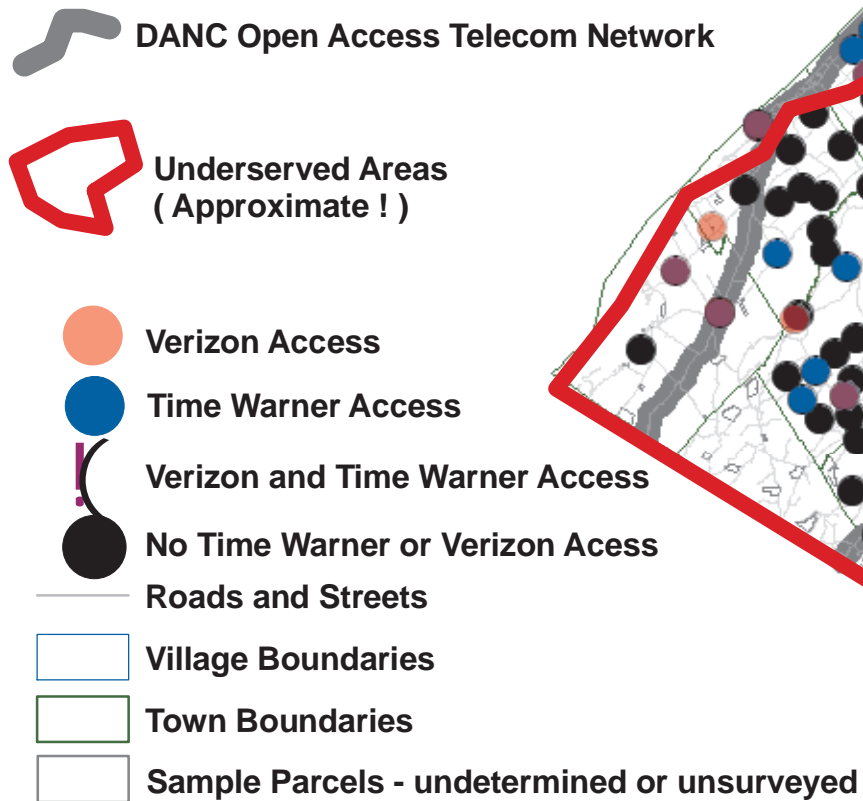 DANC Open Access Telecom Network
Underserved Areas
( Approximate ! )
Verizon Access
Time Warner Access
! Verizon and Time Warner Access
No Time Warner or Verizon Acess
Roads and Streets
Village Boundaries
Town Boundaries
Sample Parcels - undetermined or unsurveyed